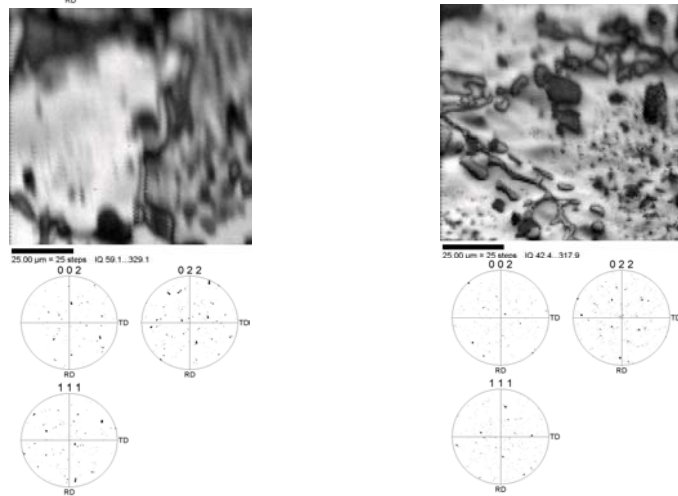 RD
25.00 µm = 25 steps IQ 59.1...329.1
0 0 2
0 2 2
TD
TD
RD
RD
1 1 1
TD
RD
25.00 µm = 25 steps IQ 42.4...317.9
0 0 2
0 2 2
TD
TD
RD
RD
1 1 1
TD
RD